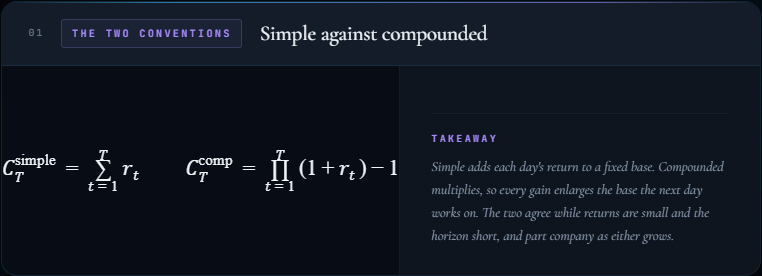 01 THE TWO CONVENTIONS Simple against compounded
C_T^simple = ∑_{t=1}^{T} r_t    C_T^comp = ∏_{t=1}^{T} (1 + r_t) − 1
TAKEAWAY
Simple adds each day's return to a fixed base. Compounded
multiplies, so every gain enlarges the base the next day
works on. The two agree while returns are small and the
horizon short, and part company as either grows.